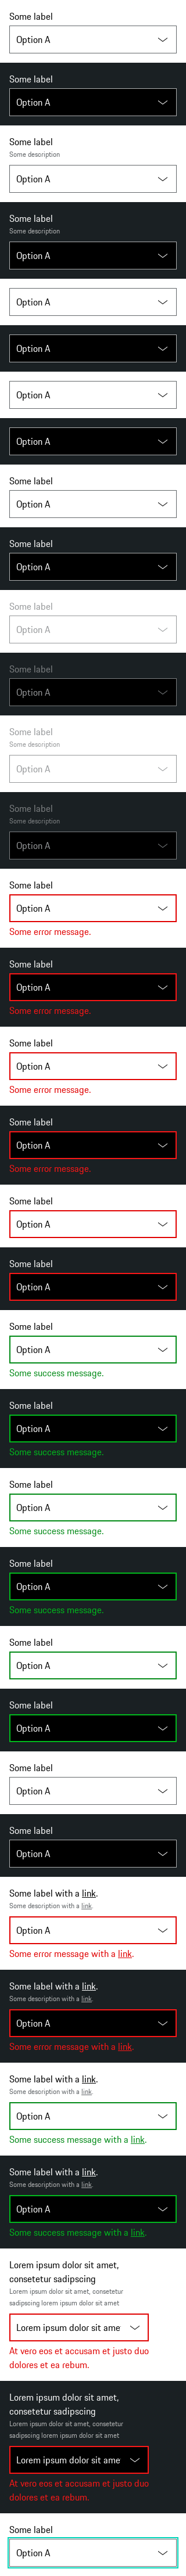 Some label
Option A
Some label
Option A
Some label
Some description
Option A
Some label
Some description
Option A
Option A
Option A
Option A
Option A
Some label
Option A
Some label
Option A
Some label
Option A
Some label
Option A
Some label
Some description
Option A
Some label
Some description
Option A
Some label
Option A
Some error message.
Some label
Option A
Some error message.
Some label
Option A
Some error message.
Some label
Option A
Some error message.
Some label
Option A
Some label
Option A
Some label
Option A
Some success message.
Some label
Option A
Some success message.
Some label
Option A
Some success message.
Some label
Option A
Some success message.
Some label
Option A
Some label
Option A
Some label
Option A
Some label
Option A
Some label with a link.
Some description with a link.
Option A
Some error message with a link.
Some label with a link.
Some description with a link.
Option A
Some error message with a link.
Some label with a link.
Some description with a link.
Option A
Some success message with a link.
Some label with a link.
Some description with a link.
Option A
Some success message with a link.
Lorem ipsum dolor sit amet,
consetetur sadipscing
Lorem ipsum dolor sit amet, consetetur
sadipscing lorem ipsum dolor sit amet
Lorem ipsum dolor sit ame
At vero eos et accusam et justo duo
dolores et ea rebum.
Lorem ipsum dolor sit amet,
consetetur sadipscing
Lorem ipsum dolor sit amet, consetetur
sadipscing lorem ipsum dolor sit amet
Lorem ipsum dolor sit ame
At vero eos et accusam et justo duo
dolores et ea rebum.
Some label
Option A